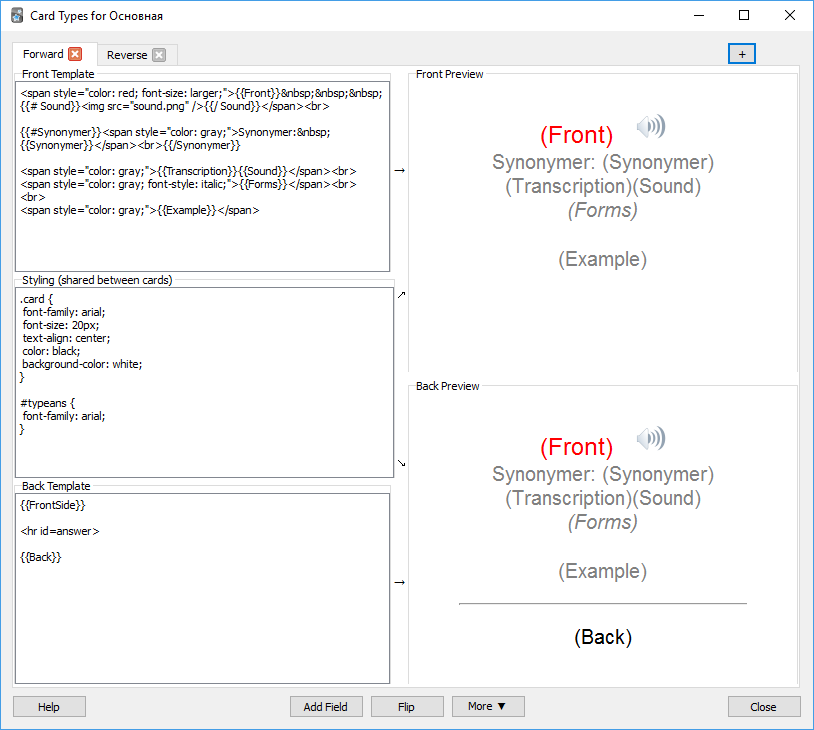 Card Types for Основная
Forward
Reverse
+
Front Template
<span style="color: red; font-size: larger;">{{Front}}&nbsp;&nbsp;&nbsp;
{{# Sound}}<img src="sound.png" />{{/ Sound}}</span><br>
{{#Synonymer}}<span style="color: gray;">Synonymer:&nbsp;
{{Synonymer}}</span><br>{{/Synonymer}}
<span style="color: gray;">{{Transcription}}{{Sound}}</span><br>
<span style="color: gray; font-style: italic;">{{Forms}}</span><br>
<br>
<span style="color: gray;">{{Example}}</span>
Styling (shared between cards)
.card {
font-family: arial;
font-size: 20px;
text-align: center;
color: black;
background-color: white;
}
#typeans {
font-family: arial;
}
Back Template
{{FrontSide}}
<hr id=answer>
{{Back}}
Front Preview
(Front)
Synonymer: (Synonymer)
(Transcription)(Sound)
(Forms)
(Example)
Back Preview
(Front)
Synonymer: (Synonymer)
(Transcription)(Sound)
(Forms)
(Example)
(Back)
Help
Add Field
Flip
More ▼
Close